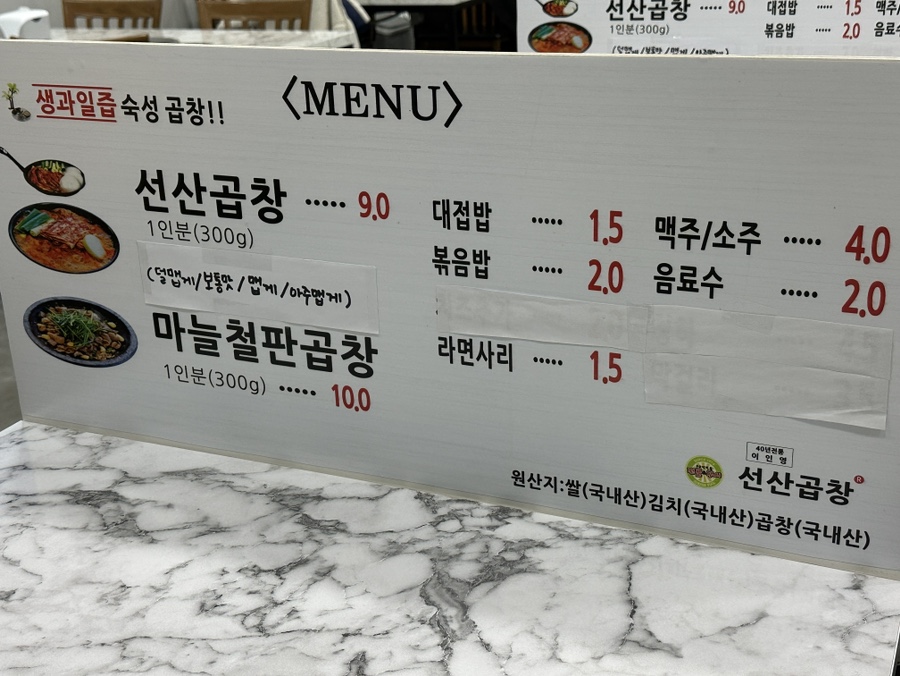 선산곱창 ····· 9.0
1인분(300g)
대접밥 ····· 1.5
볶음밥 ····· 2.0
생과일즙 숙성 곱창!!
〈MENU〉
선산곱창 ····· 9.0
1인분(300g)
(덜맵게/보통맛/맵게/아주맵게)
마늘철판곱창
1인분(300g) ····· 10.0
대접밥 ····· 1.5
볶음밥 ····· 2.0
라면사리 ····· 1.5
맥주/소주 ····· 4.0
음료수 ····· 2.0
40년전통
이인영
선산곱창®
원산지:쌀(국내산)김치(국내산)곱창(국내산)